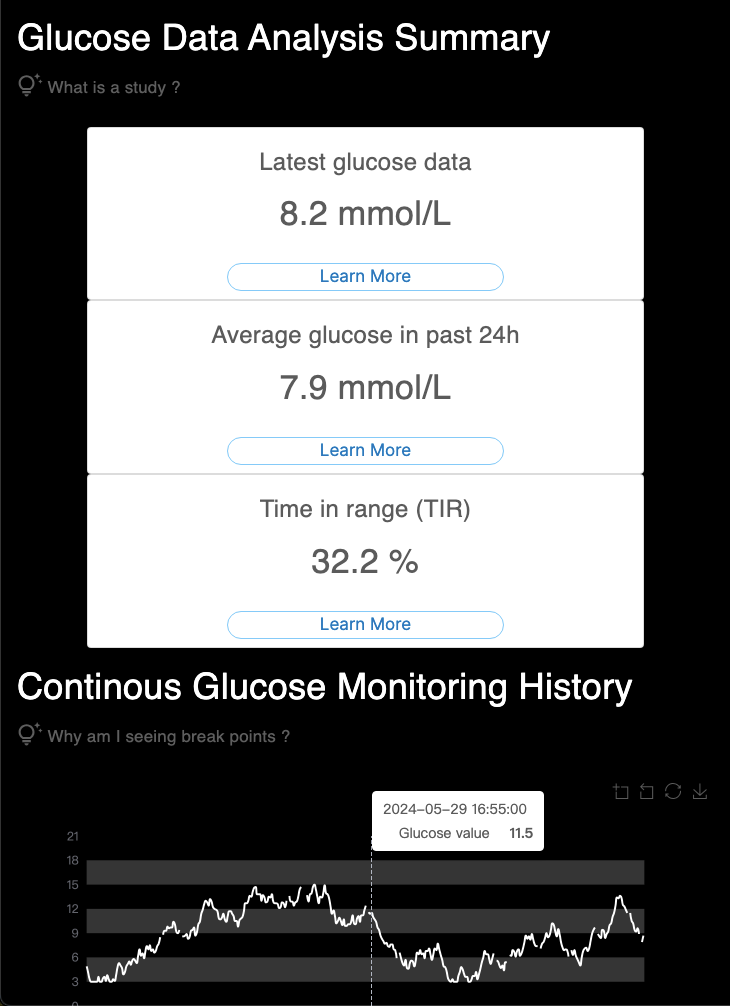 Glucose Data Analysis Summary
What is a study ?
Latest glucose data
8.2 mmol/L
Learn More
Average glucose in past 24h
7.9 mmol/L
Learn More
Time in range (TIR)
32.2 %
Learn More
Continous Glucose Monitoring History
Why am I seeing break points ?
2024-05-29 16:55:00
Glucose value 11.5
21
18
15
12
9
6
3